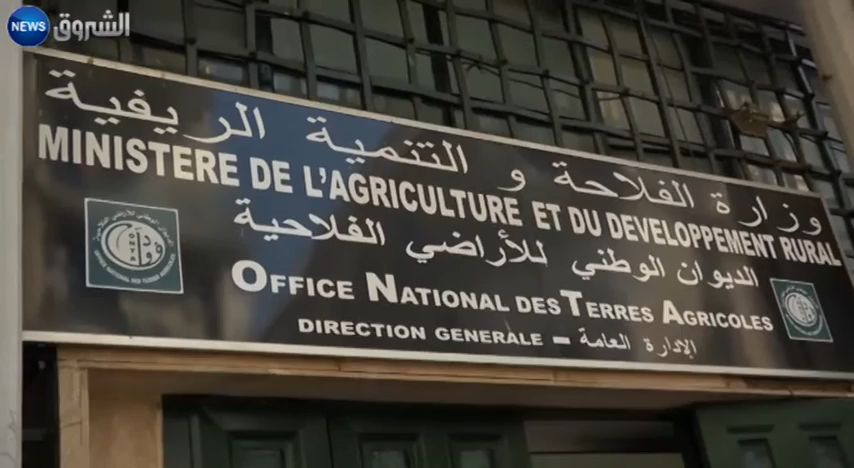 NEWS الشروق
وزارة الفلاحة و التنمية الريفية
MINISTERE DE L'AGRICULTURE ET DU DEVELOPPEMENT RURAL
الديوان الوطني للأراضي الفلاحية
OFFICE NATIONAL DES TERRES AGRICOLES
DIRECTION GENERALE – الإدارة العامة